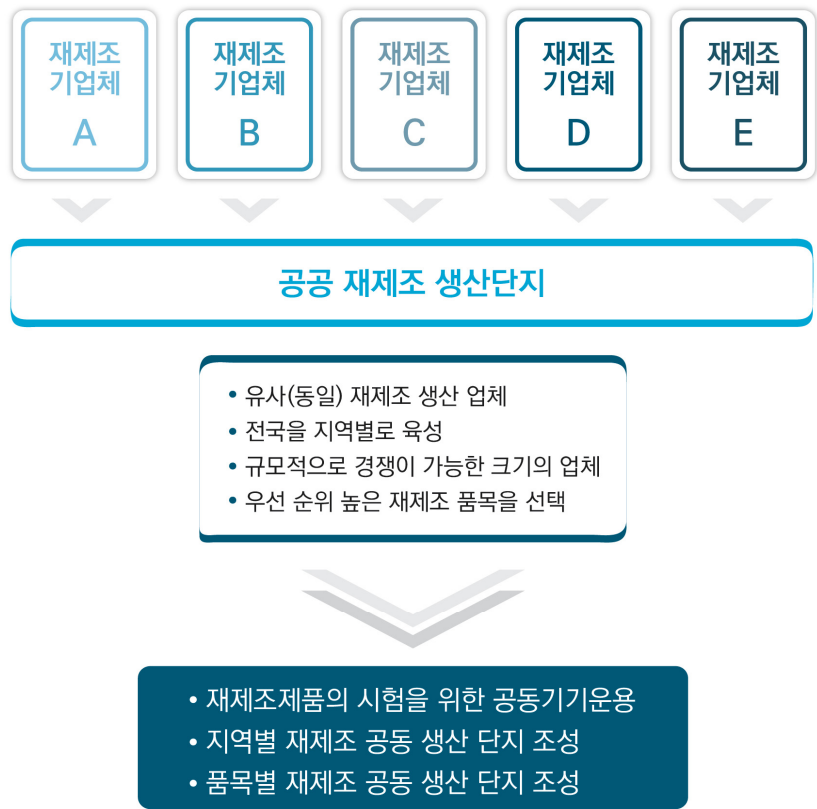 재제조
기업체
A
재제조
기업체
B
재제조
기업체
C
재제조
기업체
D
재제조
기업체
E
공공 재제조 생산단지
• 유사(동일) 재제조 생산 업체
• 전국을 지역별로 육성
• 규모적으로 경쟁이 가능한 크기의 업체
• 우선 순위 높은 재제조 품목을 선택
• 재제조제품의 시험을 위한 공동기기운용
• 지역별 재제조 공동 생산 단지 조성
• 품목별 재제조 공동 생산 단지 조성